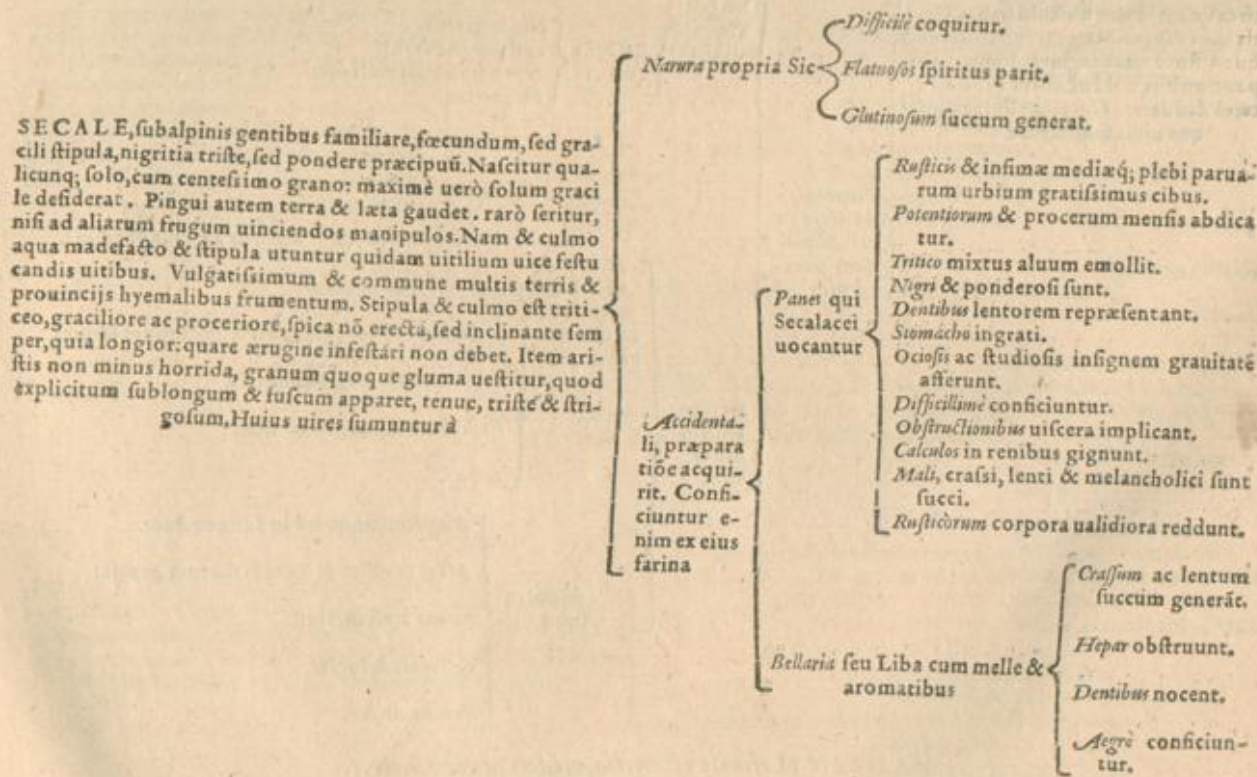 SECALE, ſubalpinis gentibus familiare, fœcundum, ſed gra-
cili ſtipula, nigritia triſte, ſed pondere præcipuũ. Naſcitur qua-
licunq; ſolo, cum centeſimo grano: maximè uerò ſolum graci
le deſiderat. Pingui autem terra & læta gaudet. rarò ſeritur,
niſi ad aliarum frugum uinciendos manipulos. Nam & culmo
aqua madefacto & ſtipula utuntur quidam uitilium uice feſtu
candis uitibus. Vulgatiſſimum & commune multis terris &
prouincijs hyemalibus frumentum. Stipula & culmo eſt triti-
ceo, graciliore ac proceriore, ſpica nõ erecta, ſed inclinante ſem
per, quia longior: quare ærugine infeſtari non debet. Item ari-
ſtis non minus horrida, granum quoque gluma ueſtitur, quod
explicitum ſublongum & fuſcum apparet, tenue, triſte & ſtri-
goſum, Huius uires ſumuntur à
Narura propria Sic
Difficilè coquitur.
Flatuoſos ſpiritus parit.
Glutinoſum ſuccum generat.
Accidenta-
li, præpara
tiõe acqui-
rit. Confi-
ciuntur e-
nim ex eius
farina
Panes qui
Secalacei
uocantur
Ruſticis & infimæ mediæq́; plebi parua-
rum urbium gratiſſimus cibus.
Potentiorum & procerum menſis abdica
tur.
Tritico mixtus aluum emollit.
Nigri & ponderoſi ſunt.
Dentibus lentorem repræſentant.
Stomacho ingrati.
Ocioſis ac ſtudioſis inſignem grauitatẽ
afferunt.
Difficillimè conficiuntur.
Obſtructionibus uiſcera implicant.
Calculos in renibus gignunt.
Mali, craſſi, lenti & melancholici ſunt
ſucci.
Ruſticorum corpora ualidiora reddunt.
Bellaria ſeu Liba cum melle &
aromatibus
Craſſum ac lentum
ſuccum generãt.
Hepar obſtruunt.
Dentibus nocent.
Aegrè conficiun-
tur.